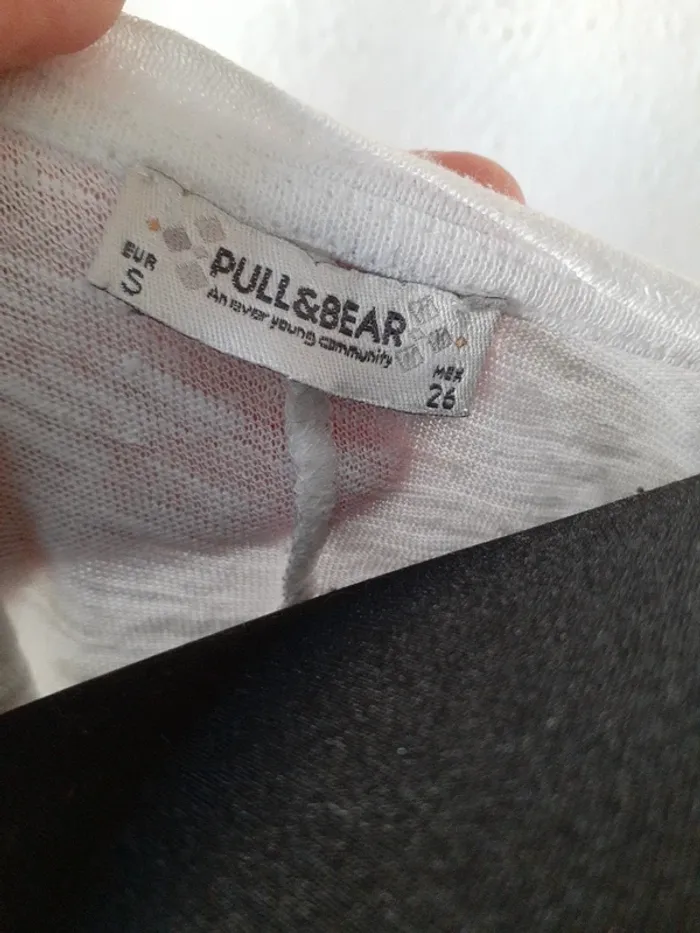 EUR
S
PULL&BEAR
An ever young community
MEX
26